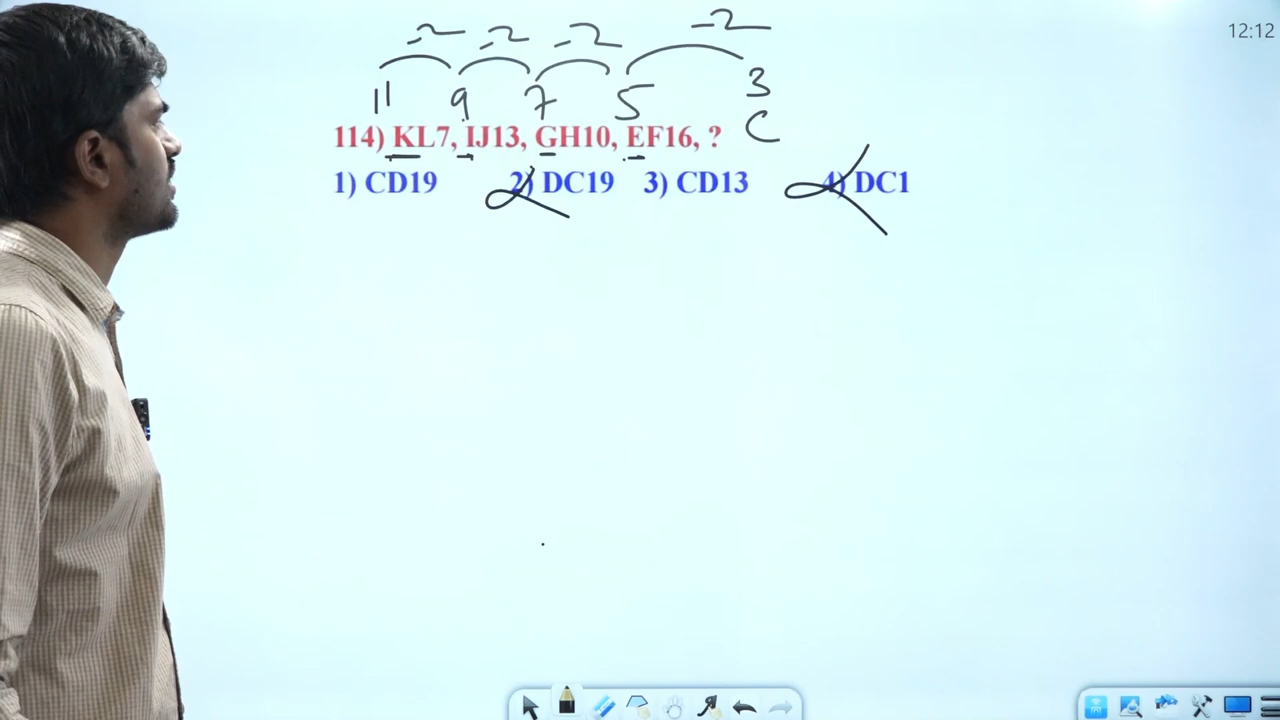 12:12
-2 -2 -2 -2
11 9 7 5 3
C
114) KL7, IJ13, GH10, EF16, ?
1) CD19 2) DC19 3) CD13 4) DC1